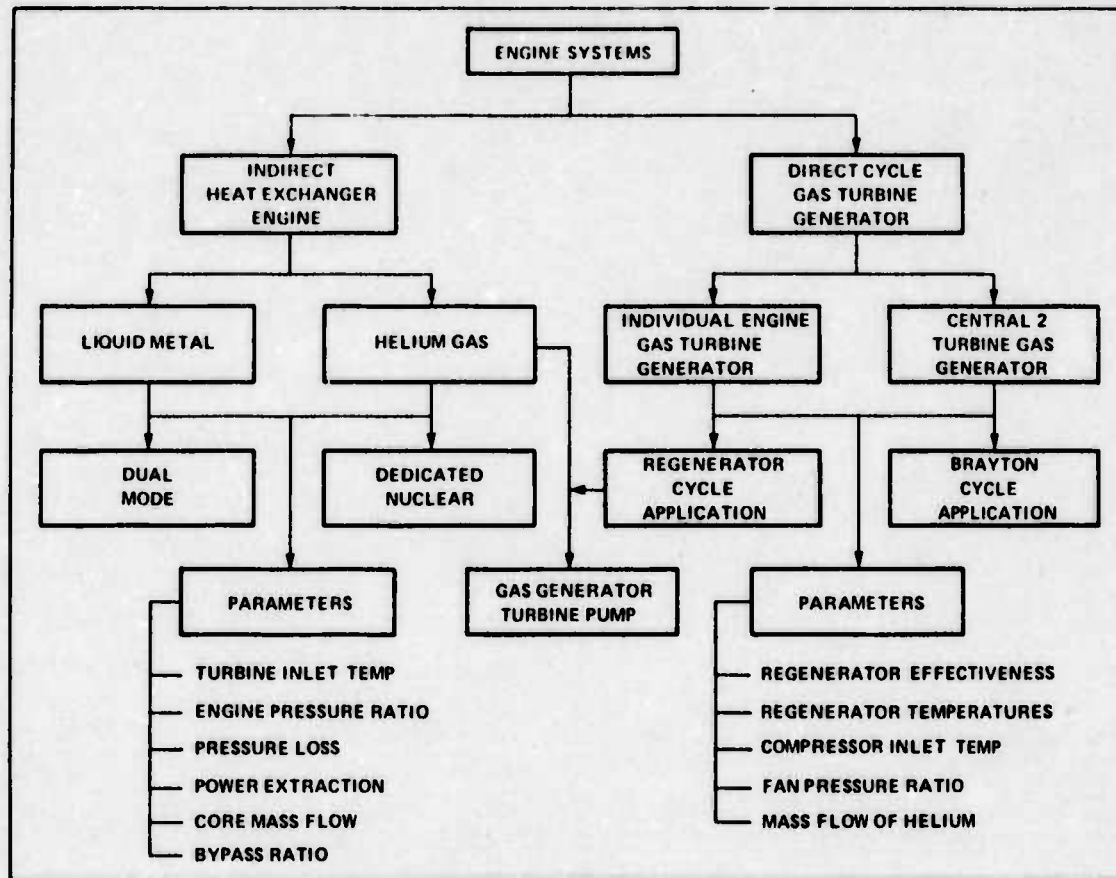 ENGINE SYSTEMS
INDIRECT
HEAT EXCHANGER
ENGINE
DIRECT CYCLE
GAS TURBINE
GENERATOR
LIQUID METAL
HELIUM GAS
INDIVIDUAL ENGINE
GAS TURBINE
GENERATOR
CENTRAL 2
TURBINE GAS
GENERATOR
DUAL
MODE
DEDICATED
NUCLEAR
REGENERATOR
CYCLE
APPLICATION
BRAYTON
CYCLE
APPLICATION
PARAMETERS
GAS GENERATOR
TURBINE PUMP
PARAMETERS
TURBINE INLET TEMP
ENGINE PRESSURE RATIO
PRESSURE LOSS
POWER EXTRACTION
CORE MASS FLOW
BYPASS RATIO
REGENERATOR EFFECTIVENESS
REGENERATOR TEMPERATURES
COMPRESSOR INLET TEMP
FAN PRESSURE RATIO
MASS FLOW OF HELIUM